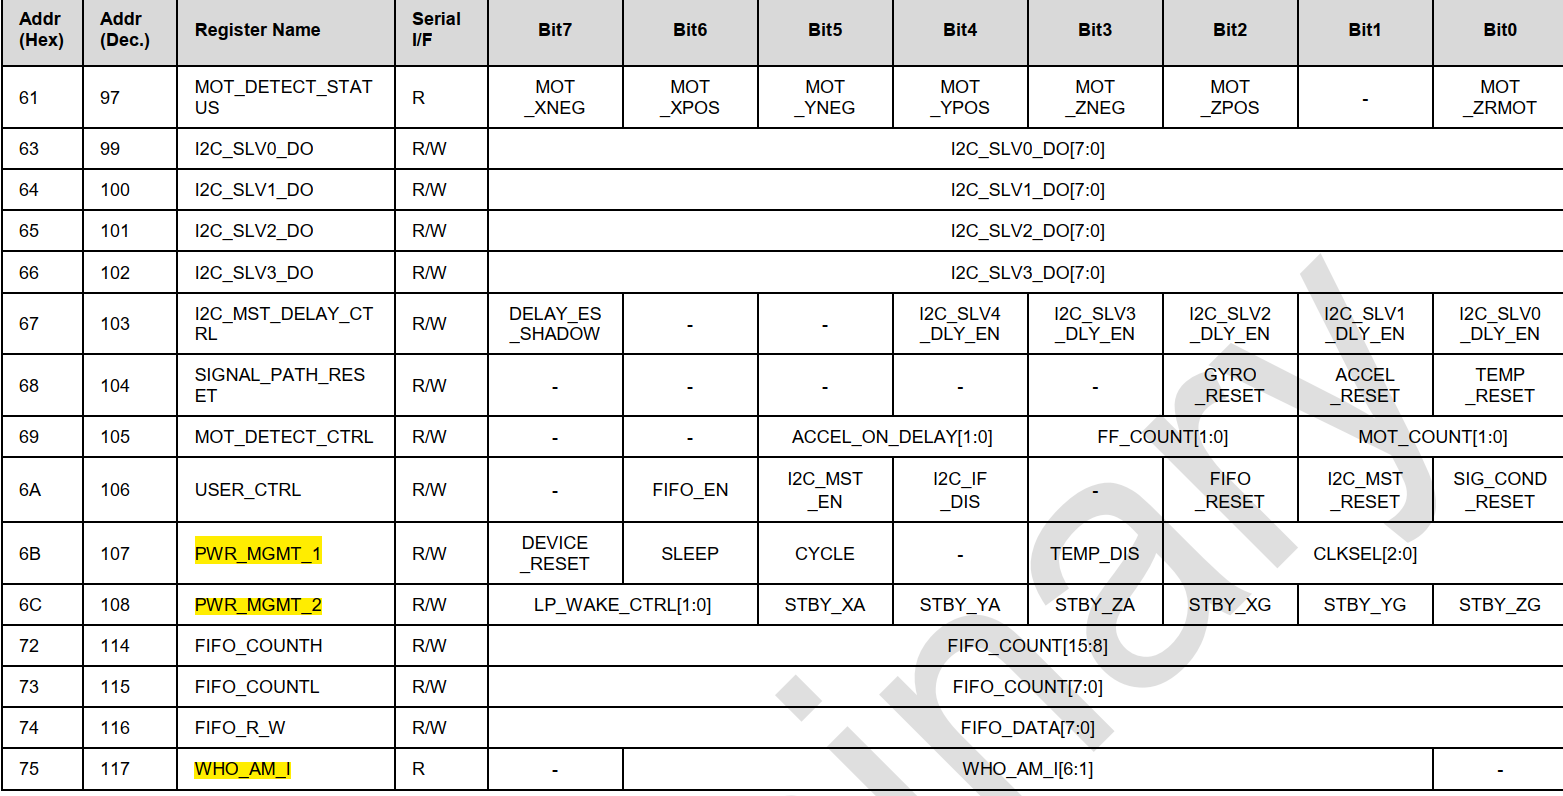 Addr (Hex) Addr (Dec.) Register Name Serial I/F Bit7 Bit6 Bit5 Bit4 Bit3 Bit2 Bit1 Bit0
61 97 MOT_DETECT_STATUS R MOT_XNEG MOT_XPOS MOT_YNEG MOT_YPOS MOT_ZNEG MOT_ZPOS - MOT_ZRMOT
63 99 I2C_SLV0_DO R/W I2C_SLV0_DO[7:0]
64 100 I2C_SLV1_DO R/W I2C_SLV1_DO[7:0]
65 101 I2C_SLV2_DO R/W I2C_SLV2_DO[7:0]
66 102 I2C_SLV3_DO R/W I2C_SLV3_DO[7:0]
67 103 I2C_MST_DELAY_CTRL R/W DELAY_ES_SHADOW - - I2C_SLV4_DLY_EN I2C_SLV3_DLY_EN I2C_SLV2_DLY_EN I2C_SLV1_DLY_EN I2C_SLV0_DLY_EN
68 104 SIGNAL_PATH_RESET R/W - - - - - GYRO_RESET ACCEL_RESET TEMP_RESET
69 105 MOT_DETECT_CTRL R/W - - ACCEL_ON_DELAY[1:0] FF_COUNT[1:0] MOT_COUNT[1:0]
6A 106 USER_CTRL R/W - FIFO_EN I2C_MST_EN I2C_IF_DIS - FIFO_RESET I2C_MST_RESET SIG_COND_RESET
6B 107 PWR_MGMT_1 R/W DEVICE_RESET SLEEP CYCLE - TEMP_DIS CLKSEL[2:0]
6C 108 PWR_MGMT_2 R/W LP_WAKE_CTRL[1:0] STBY_XA STBY_YA STBY_ZA STBY_XG STBY_YG STBY_ZG
72 114 FIFO_COUNTH R/W FIFO_COUNT[15:8]
73 115 FIFO_COUNTL R/W FIFO_COUNT[7:0]
74 116 FIFO_R_W R/W FIFO_DATA[7:0]
75 117 WHO_AM_I R - WHO_AM_I[6:1] -
inary